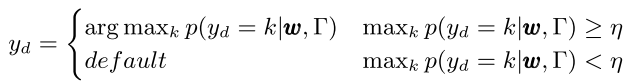 y_d = { arg max_k p(y_d = k|w, Γ)   max_k p(y_d = k|w, Γ) ≥ η
default   max_k p(y_d = k|w, Γ) < η